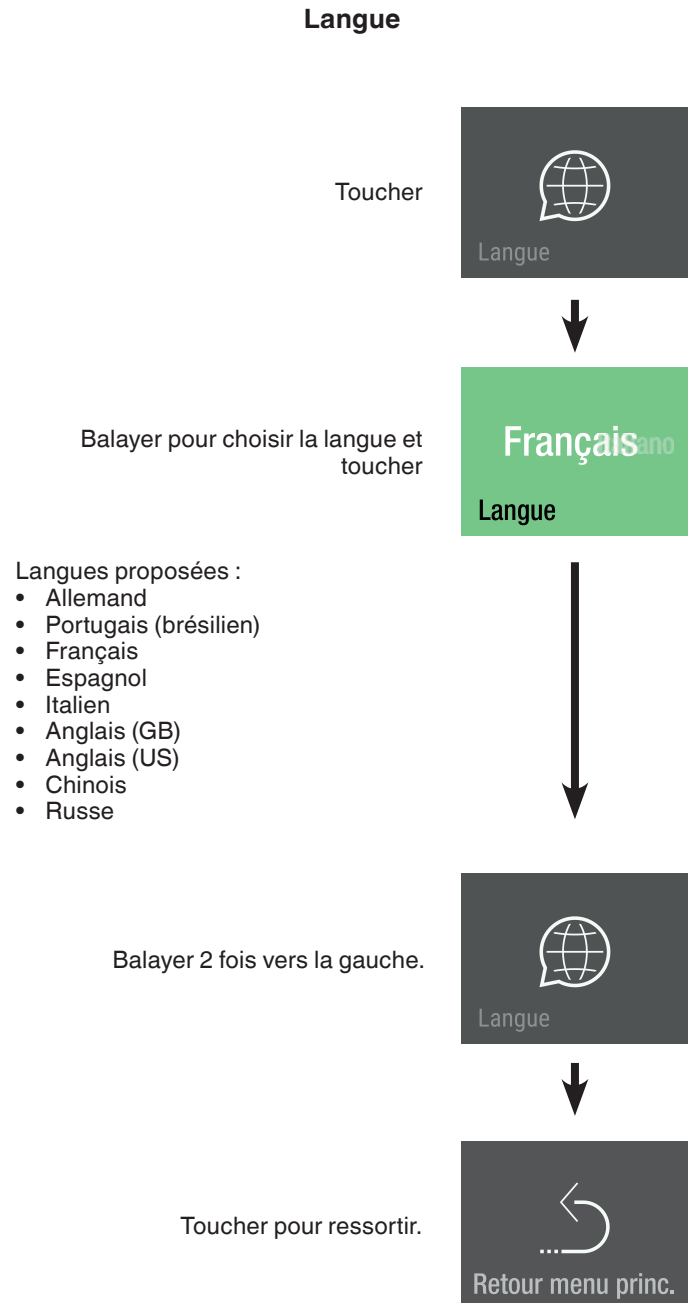 Langue
Toucher
Langue
Balayer pour choisir la langue et
toucher
Français
Langue
Langues proposées :
• Allemand
• Portugais (brésilien)
• Français
• Espagnol
• Italien
• Anglais (GB)
• Anglais (US)
• Chinois
• Russe
Balayer 2 fois vers la gauche.
Langue
Toucher pour ressortir.
Retour menu princ.